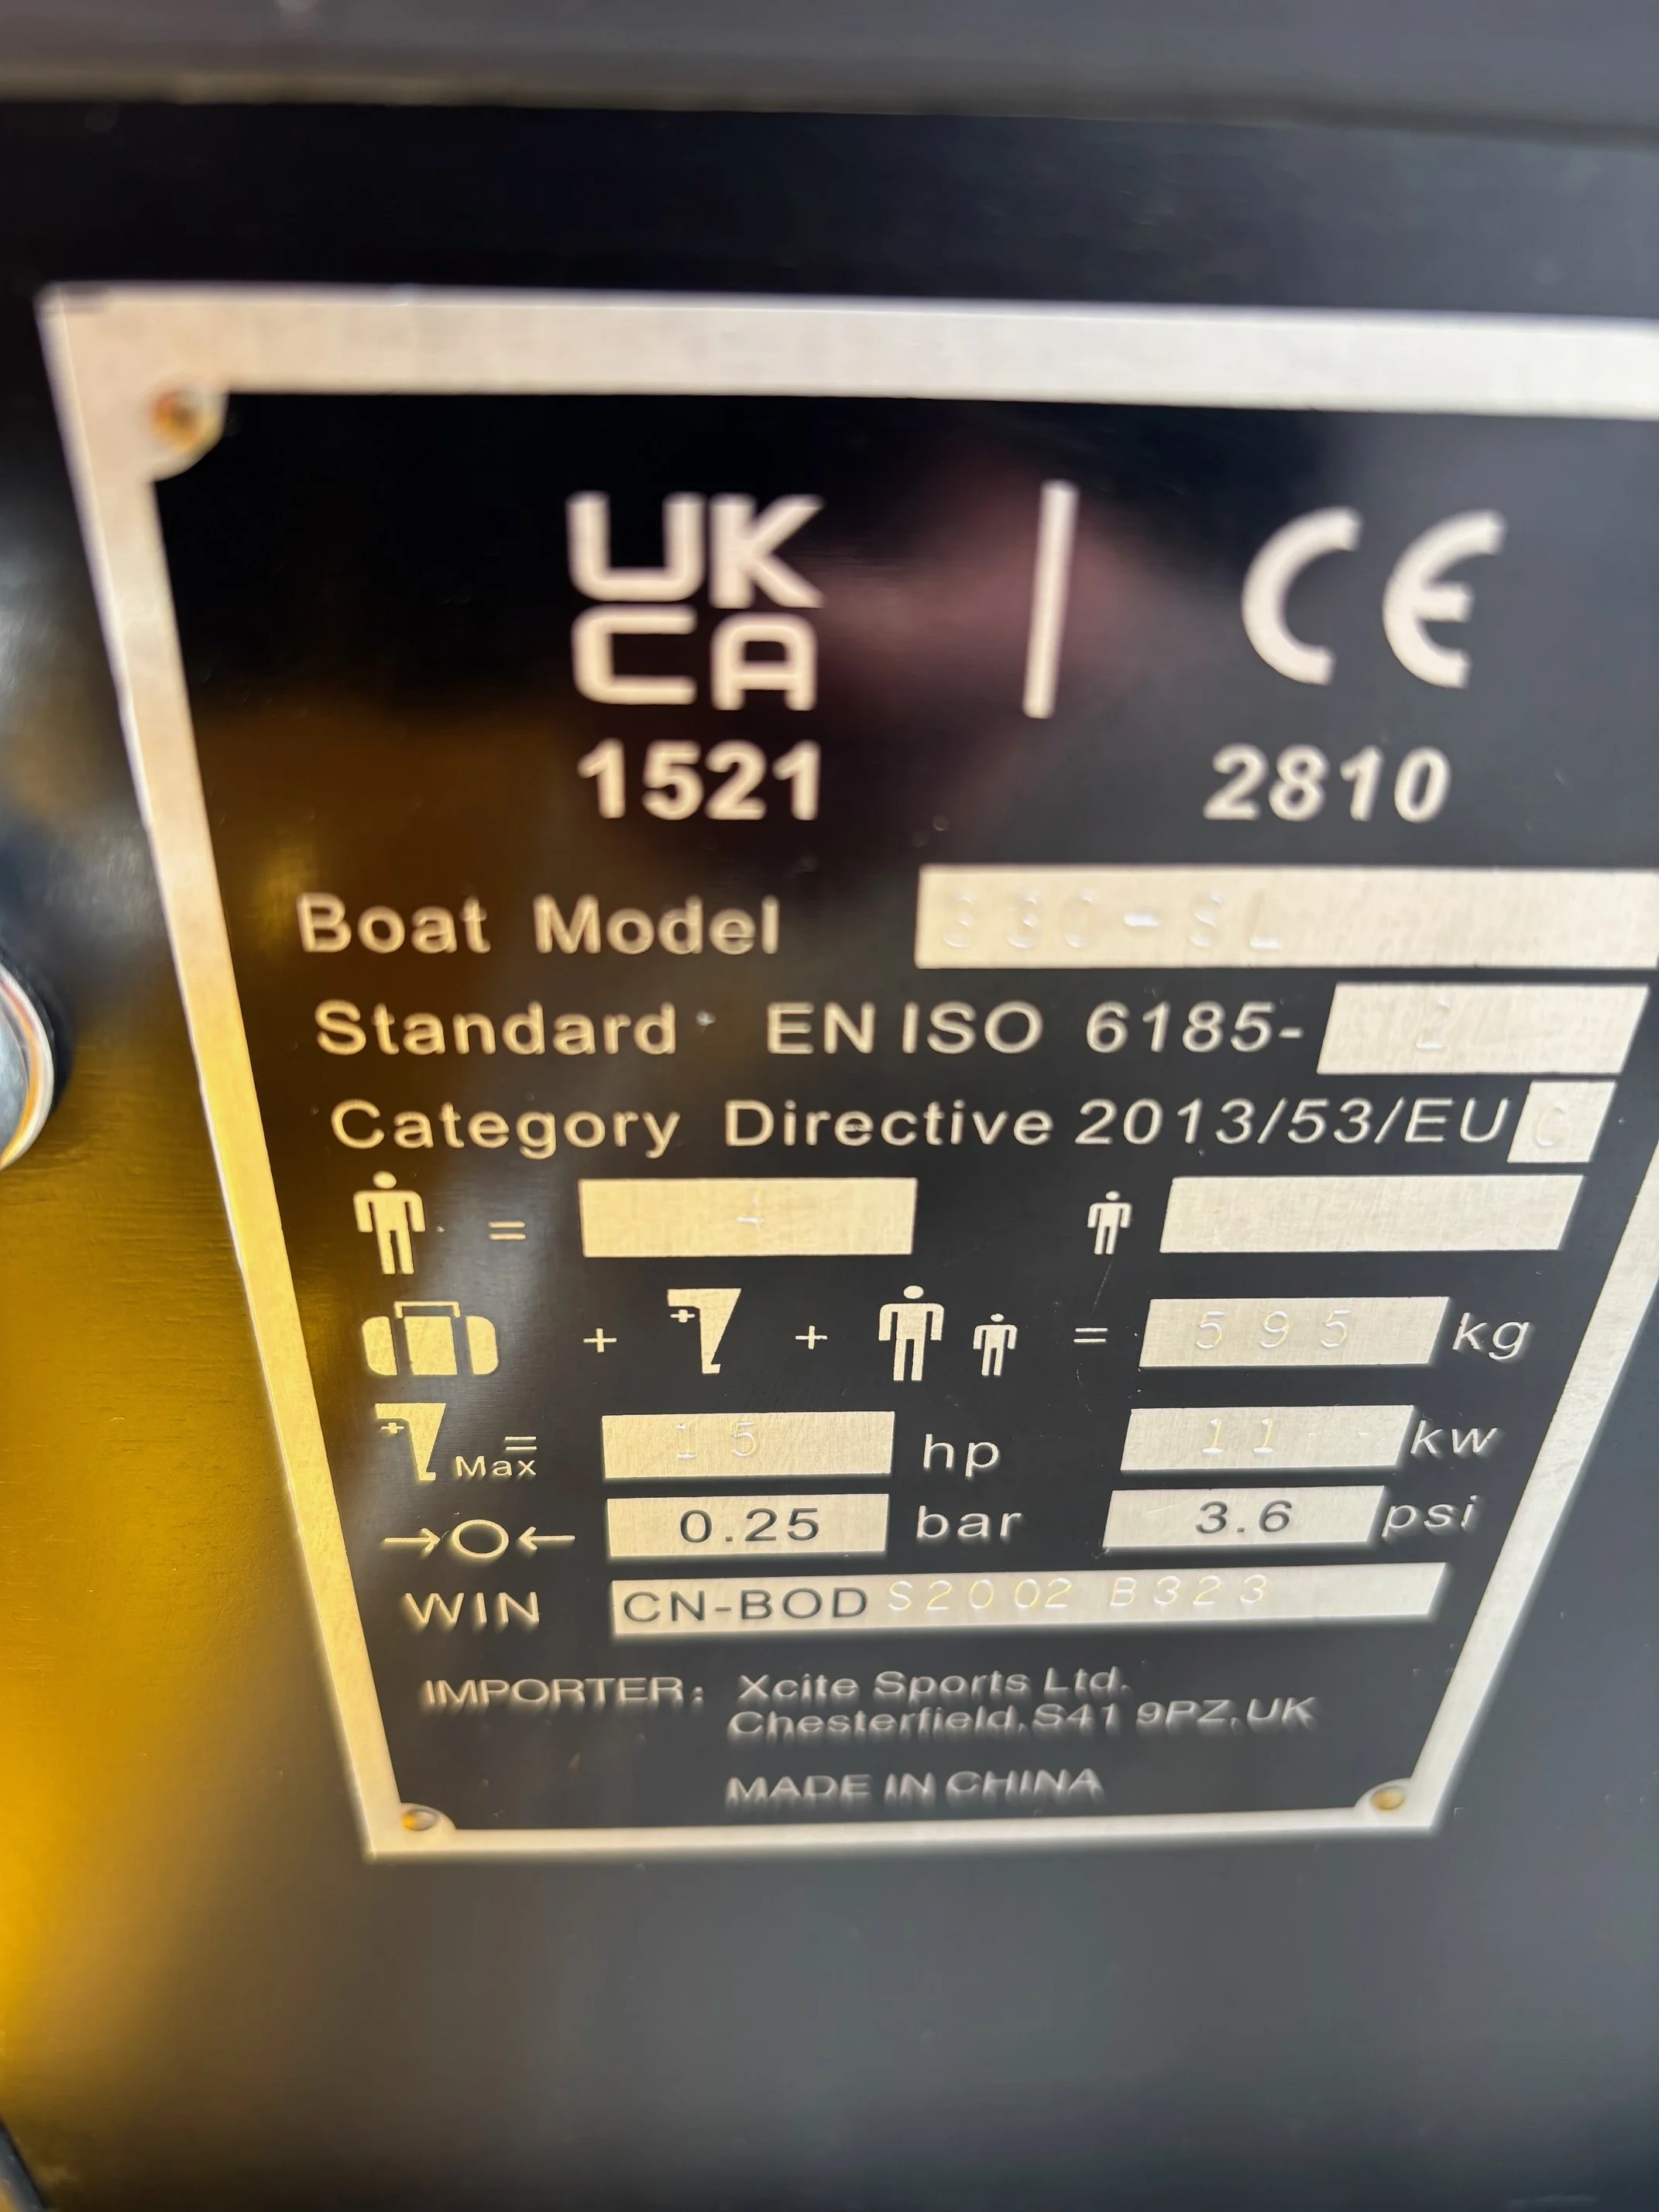 UK
CA
CE
1521
2810
Boat Model 330-SL
Standard EN ISO 6185- 2
Category Directive 2013/53/EU C
= 4
+ + = 595 kg
Max = 15 hp 11 kw
0.25 bar 3.6 psi
WIN CN-BOD S2002 B323
IMPORTER: Xcite Sports Ltd.
Chesterfield,S41 9PZ,UK
MADE IN CHINA